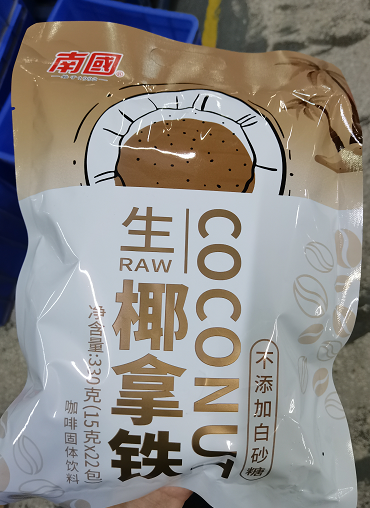 南國
生
RAW
椰拿铁
COCONUT
不添加白砂糖
净含量:330克(15克x22包)
咖啡固体饮料